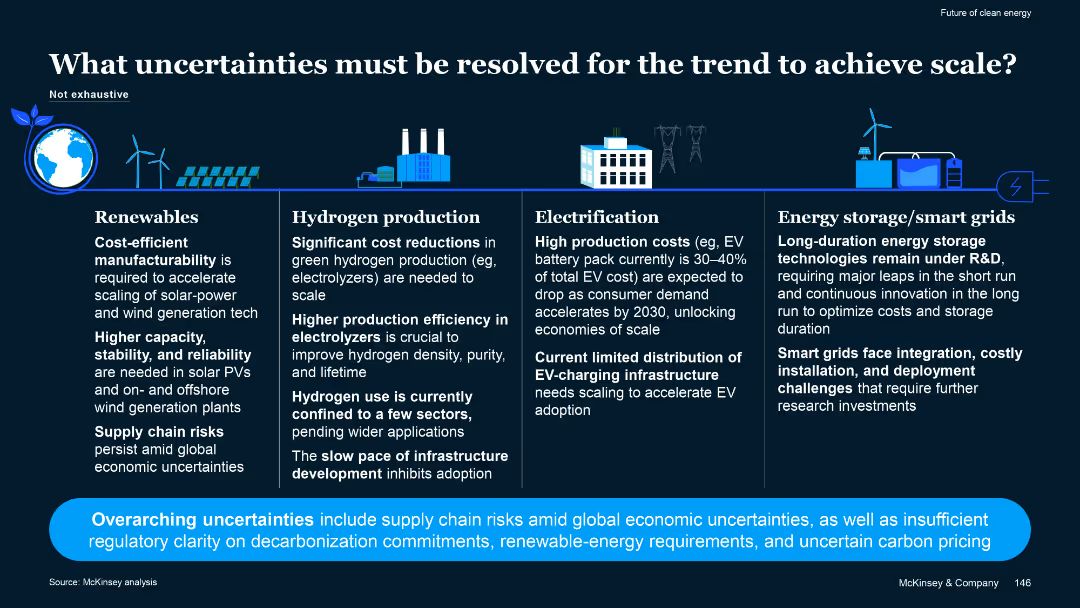 Future of clean energy
What uncertainties must be resolved for the trend to achieve scale?
Not exhaustive
Renewables
Cost-efficient
manufacturability is
required to accelerate
scaling of solar-power
and wind generation tech
Higher capacity,
stability, and reliability
are needed in solar PVs
and on- and offshore
wind generation plants
Supply chain risks
persist amid global
economic uncertainties
Hydrogen production
Significant cost reductions in
green hydrogen production (eg,
electrolyzers) are needed to
scale
Higher production efficiency in
electrolyzers is crucial to
improve hydrogen density, purity,
and lifetime
Hydrogen use is currently
confined to a few sectors,
pending wider applications
The slow pace of infrastructure
development inhibits adoption
Electrification
High production costs (eg, EV
battery pack currently is 30–40%
of total EV cost) are expected to
drop as consumer demand
accelerates by 2030, unlocking
economies of scale
Current limited distribution of
EV-charging infrastructure
needs scaling to accelerate EV
adoption
Energy storage/smart grids
Long-duration energy storage
technologies remain under R&D,
requiring major leaps in the short run
and continuous innovation in the long
run to optimize costs and storage
duration
Smart grids face integration, costly
installation, and deployment
challenges that require further
research investments
Overarching uncertainties include supply chain risks amid global economic uncertainties, as well as insufficient
regulatory clarity on decarbonization commitments, renewable-energy requirements, and uncertain carbon pricing
Source: McKinsey analysis
McKinsey & Company 146